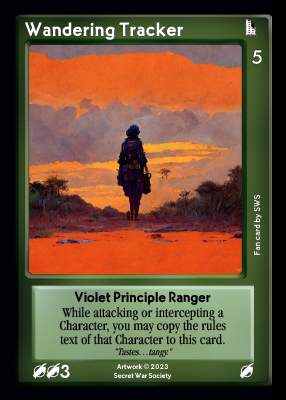 Wandering Tracker
5
Fan card by SWS
Violet Principle Ranger
While attacking or intercepting a
Character, you may copy the rules
text of that Character to this card.
"Tastes...tangy."
3
Artwork © 2023
Secret War Society